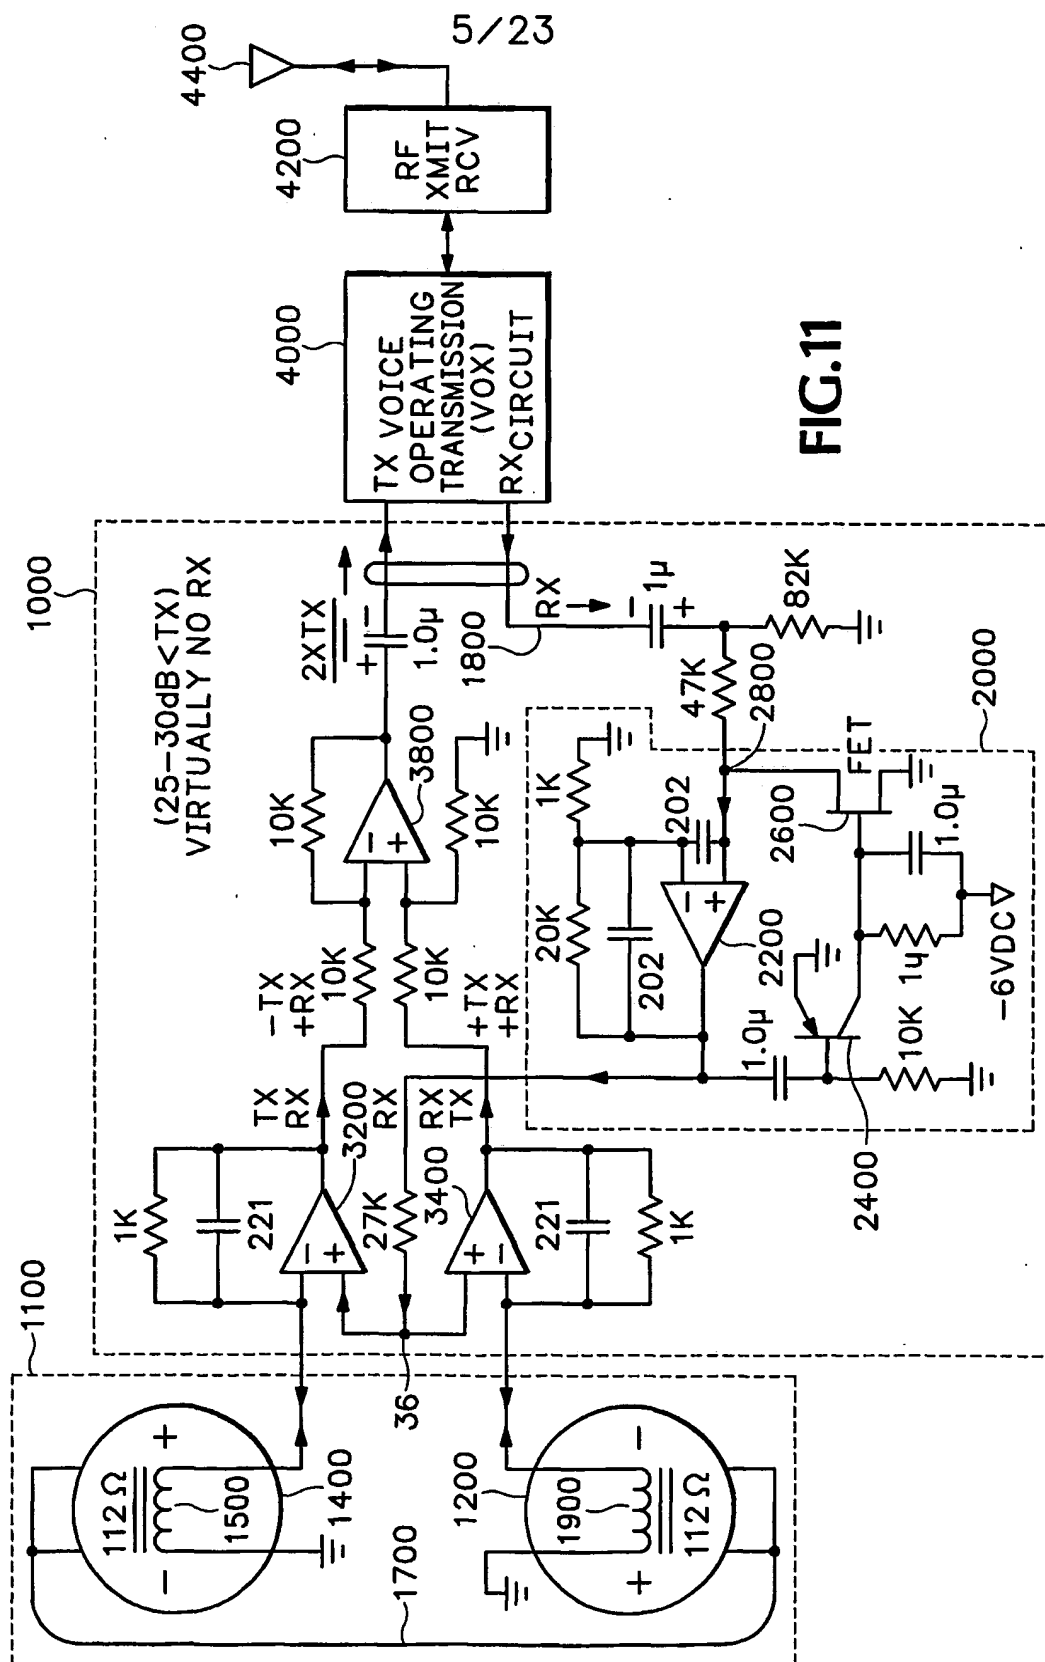 5/23
1000
(25-30dB<TX)
VIRTUALLY NO RX
4000
4200
4400
TX VOICE
OPERATING
TRANSMISSION
(VOX)
RX CIRCUIT
RF
XMIT
RCV
1100
1K
221
TX
RX
3200
-TX
+RX
10K
10K
10K
3800
2XTX
+
-
1.0µ
-
+
112Ω
-
+
1500
1400
-
+
36
27K
RX
RX
TX
3400
+TX
+RX
10K
+
-
221
1K
1800
RX
-
1µ
+
82K
47K
2800
2000
1700
1200
1900
-
+
112Ω
20K
1K
202
202
-
+
2200
1.0µ
2600
FET
1.0µ
1µ
10K
2400
-6VDC
FIG.11